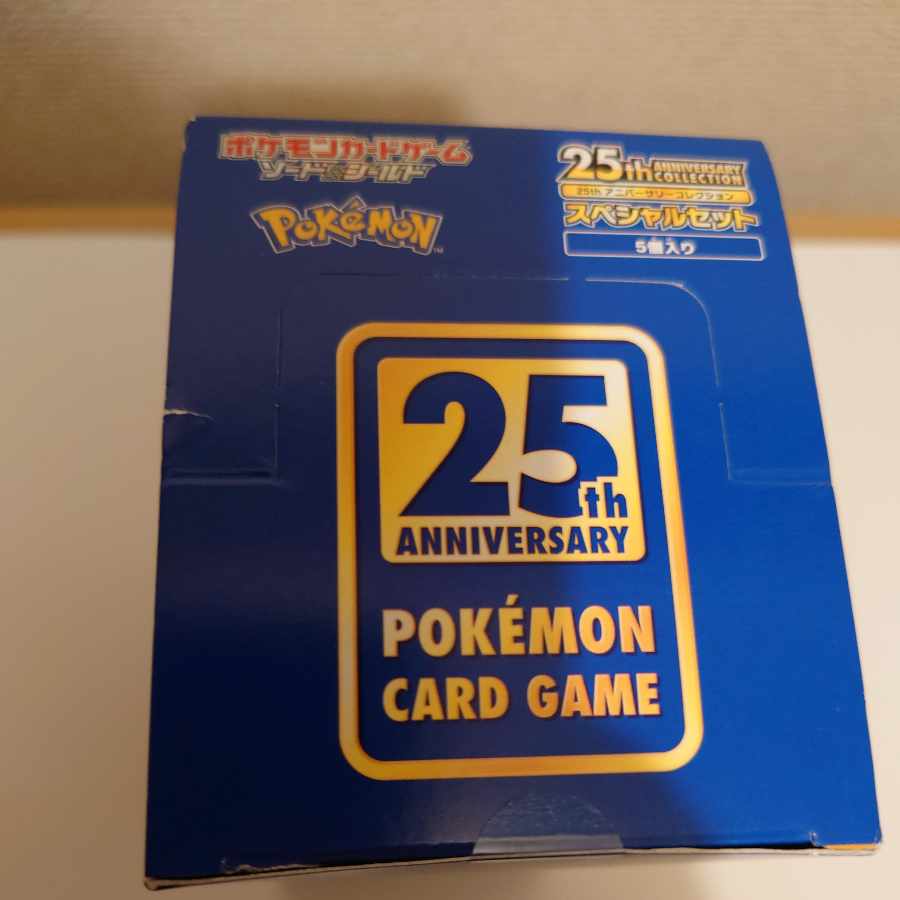 ポケモンカードゲーム
ソード&シールド
POKéMON™
25th ANNIVERSARY
COLLECTION
25th アニバーサリーコレクション
スペシャルセット
5個入り
25th
ANNIVERSARY
POKÉMON
CARD GAME